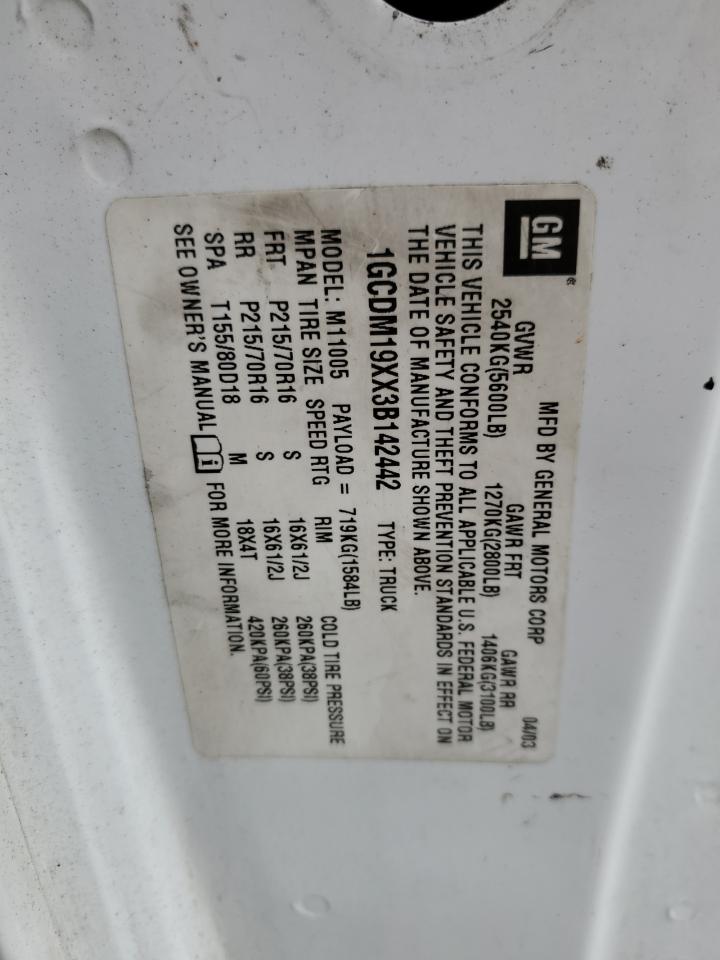 GM ®
MFD BY GENERAL MOTORS CORP 04/03
GVWR GAWR FRT GAWR RR
2540KG(5600LB) 1270KG(2800LB) 1406KG(3100LB)
THIS VEHICLE CONFORMS TO ALL APPLICABLE U.S. FEDERAL MOTOR
VEHICLE SAFETY AND THEFT PREVENTION STANDARDS IN EFFECT ON
THE DATE OF MANUFACTURE SHOWN ABOVE.
1GCDM19XX3B142442 TYPE: TRUCK
MODEL: M11005 PAYLOAD = 719KG(1584LB)
MPAN TIRE SIZE SPEED RTG RIM COLD TIRE PRESSURE
FRT P215/70R16 S 16X61/2J 260KPA(38PSI)
RR P215/70R16 S 16X61/2J 260KPA(38PSI)
SPA T155/80D18 M 18X4T 420KPA(60PSI)
SEE OWNER'S MANUAL FOR MORE INFORMATION.